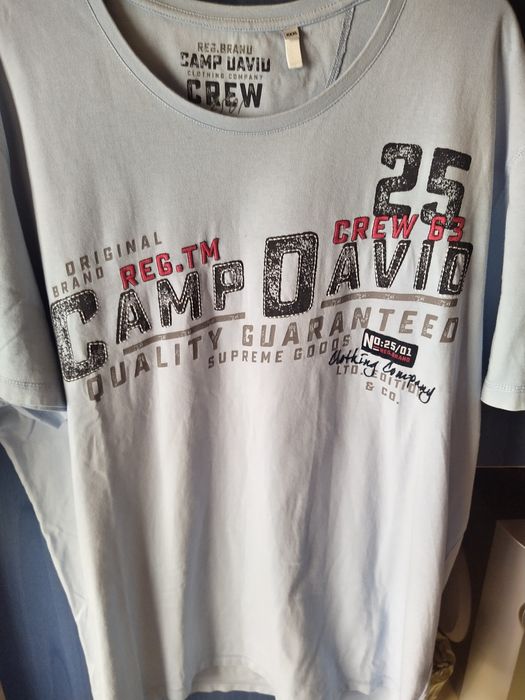 REG.BRAND
CAMP DAVID
CLOTHING COMPANY
CREW
25
CREW 63
ORIGINAL
BRAND
REG.TM
CAMP DAVID
QUALITY GUARANTEED
SUPREME GOODS
NO:25/01
REG.BRAND
Clothing Company
LTD. EDITION
& CO.